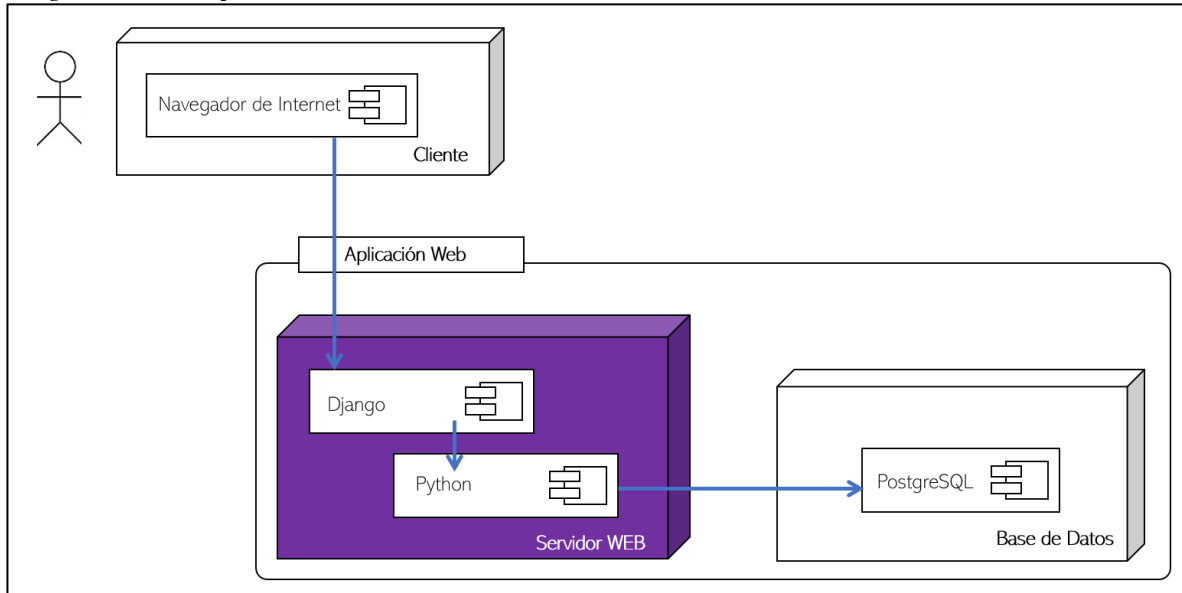 Navegador de Internet
Cliente
Aplicación Web
Django
Python
Servidor WEB
PostgreSQL
Base de Datos